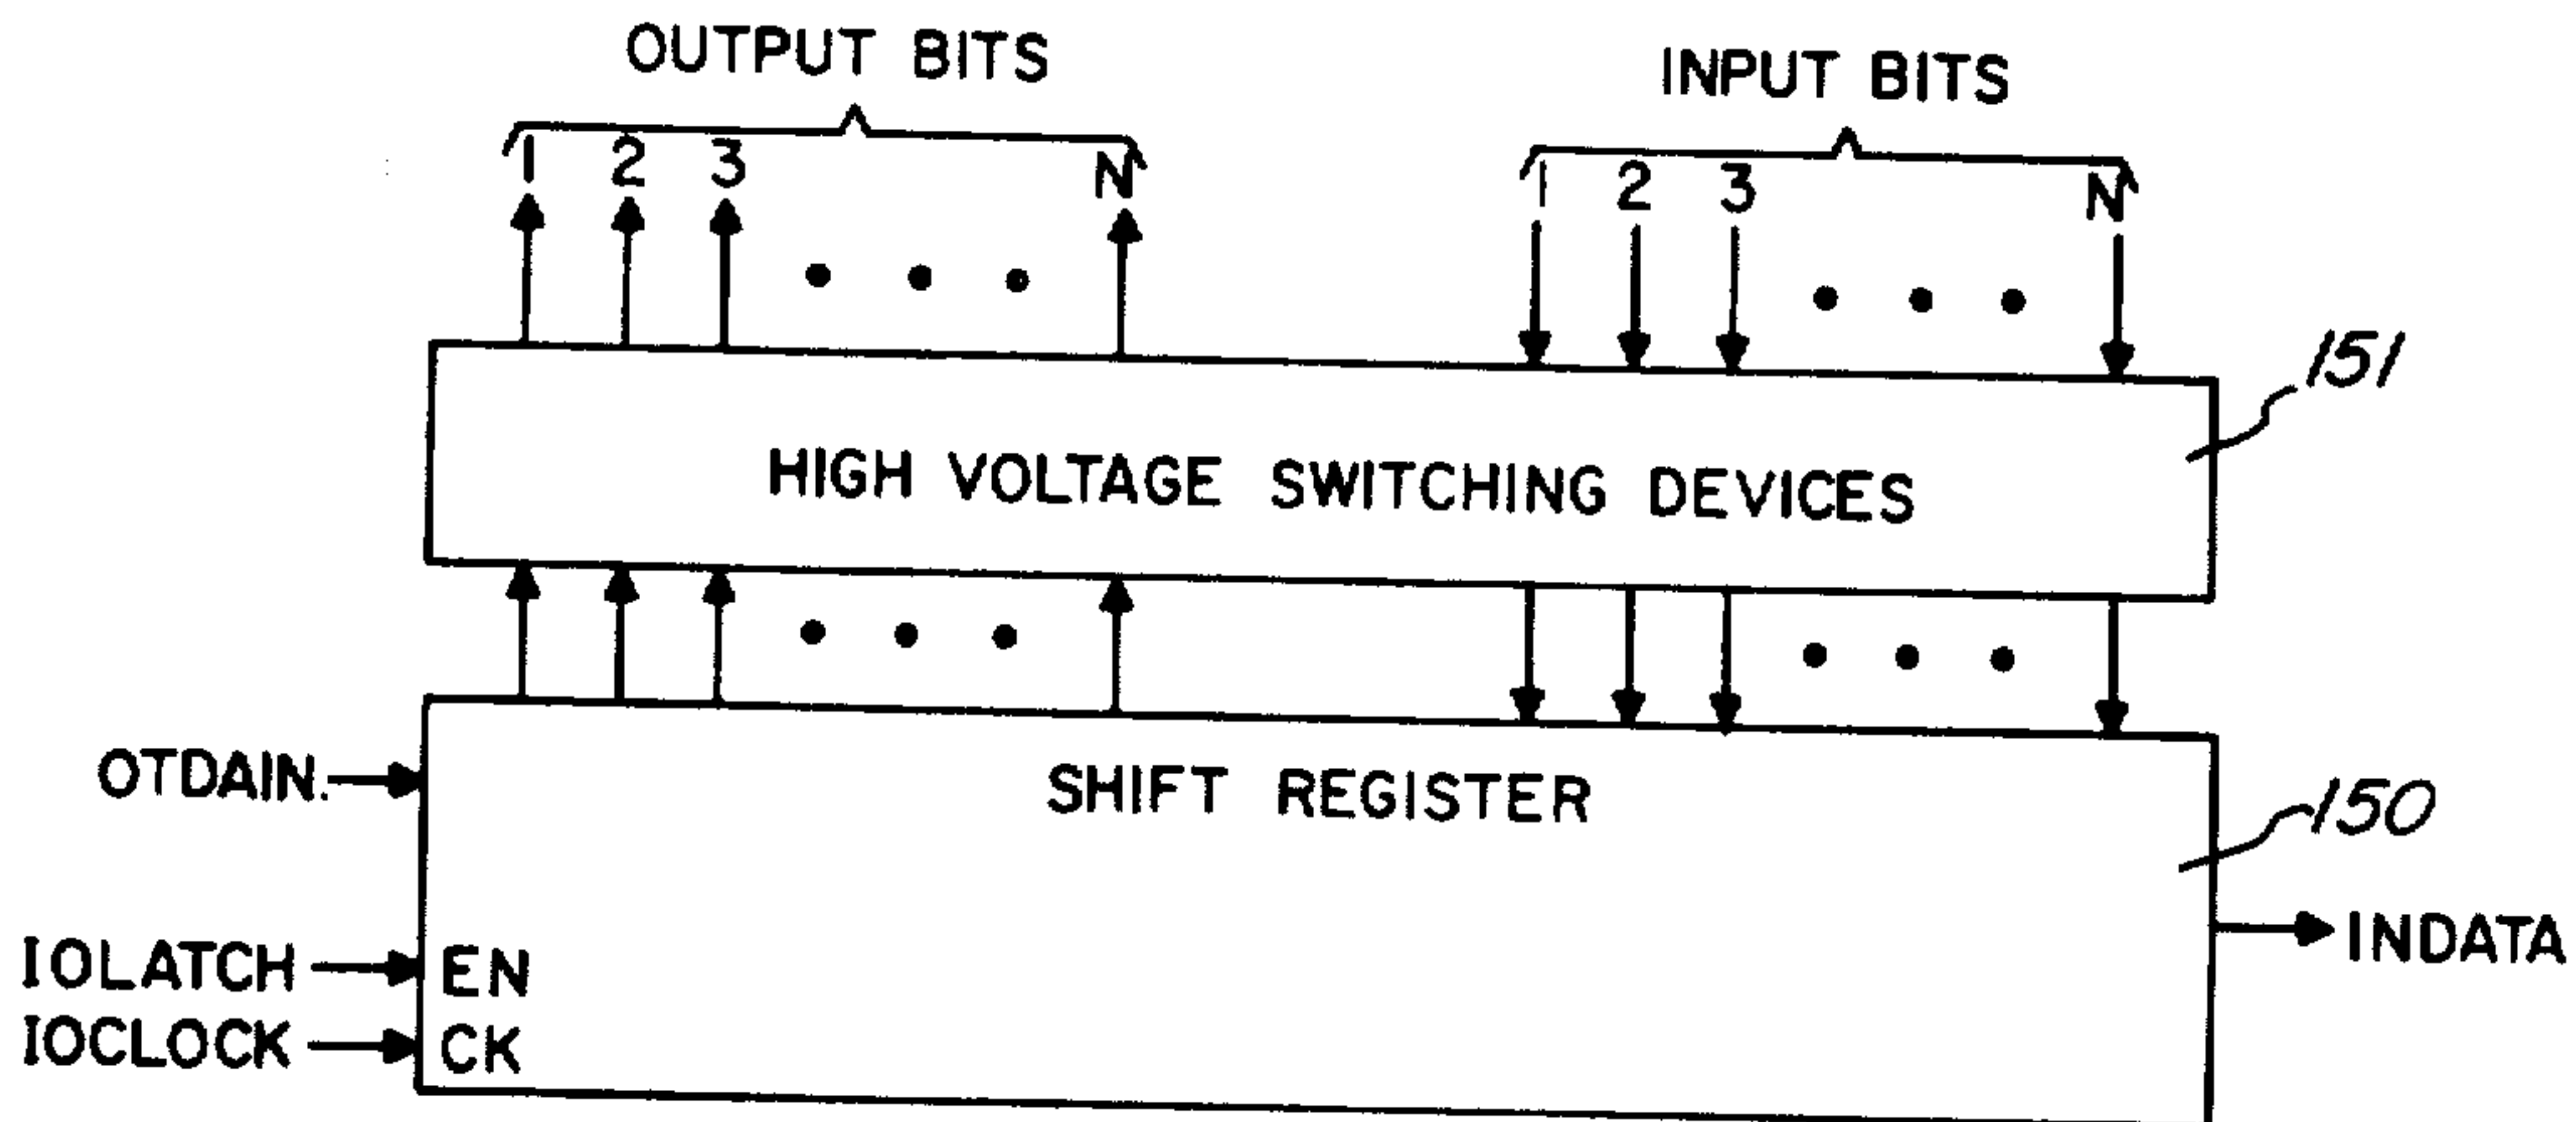 OUTPUT BITS
INPUT BITS
1 2 3 N
1 2 3 N
151
HIGH VOLTAGE SWITCHING DEVICES
OTDAIN.
SHIFT REGISTER
150
INDATA
IOLATCH EN
IOCLOCK CK